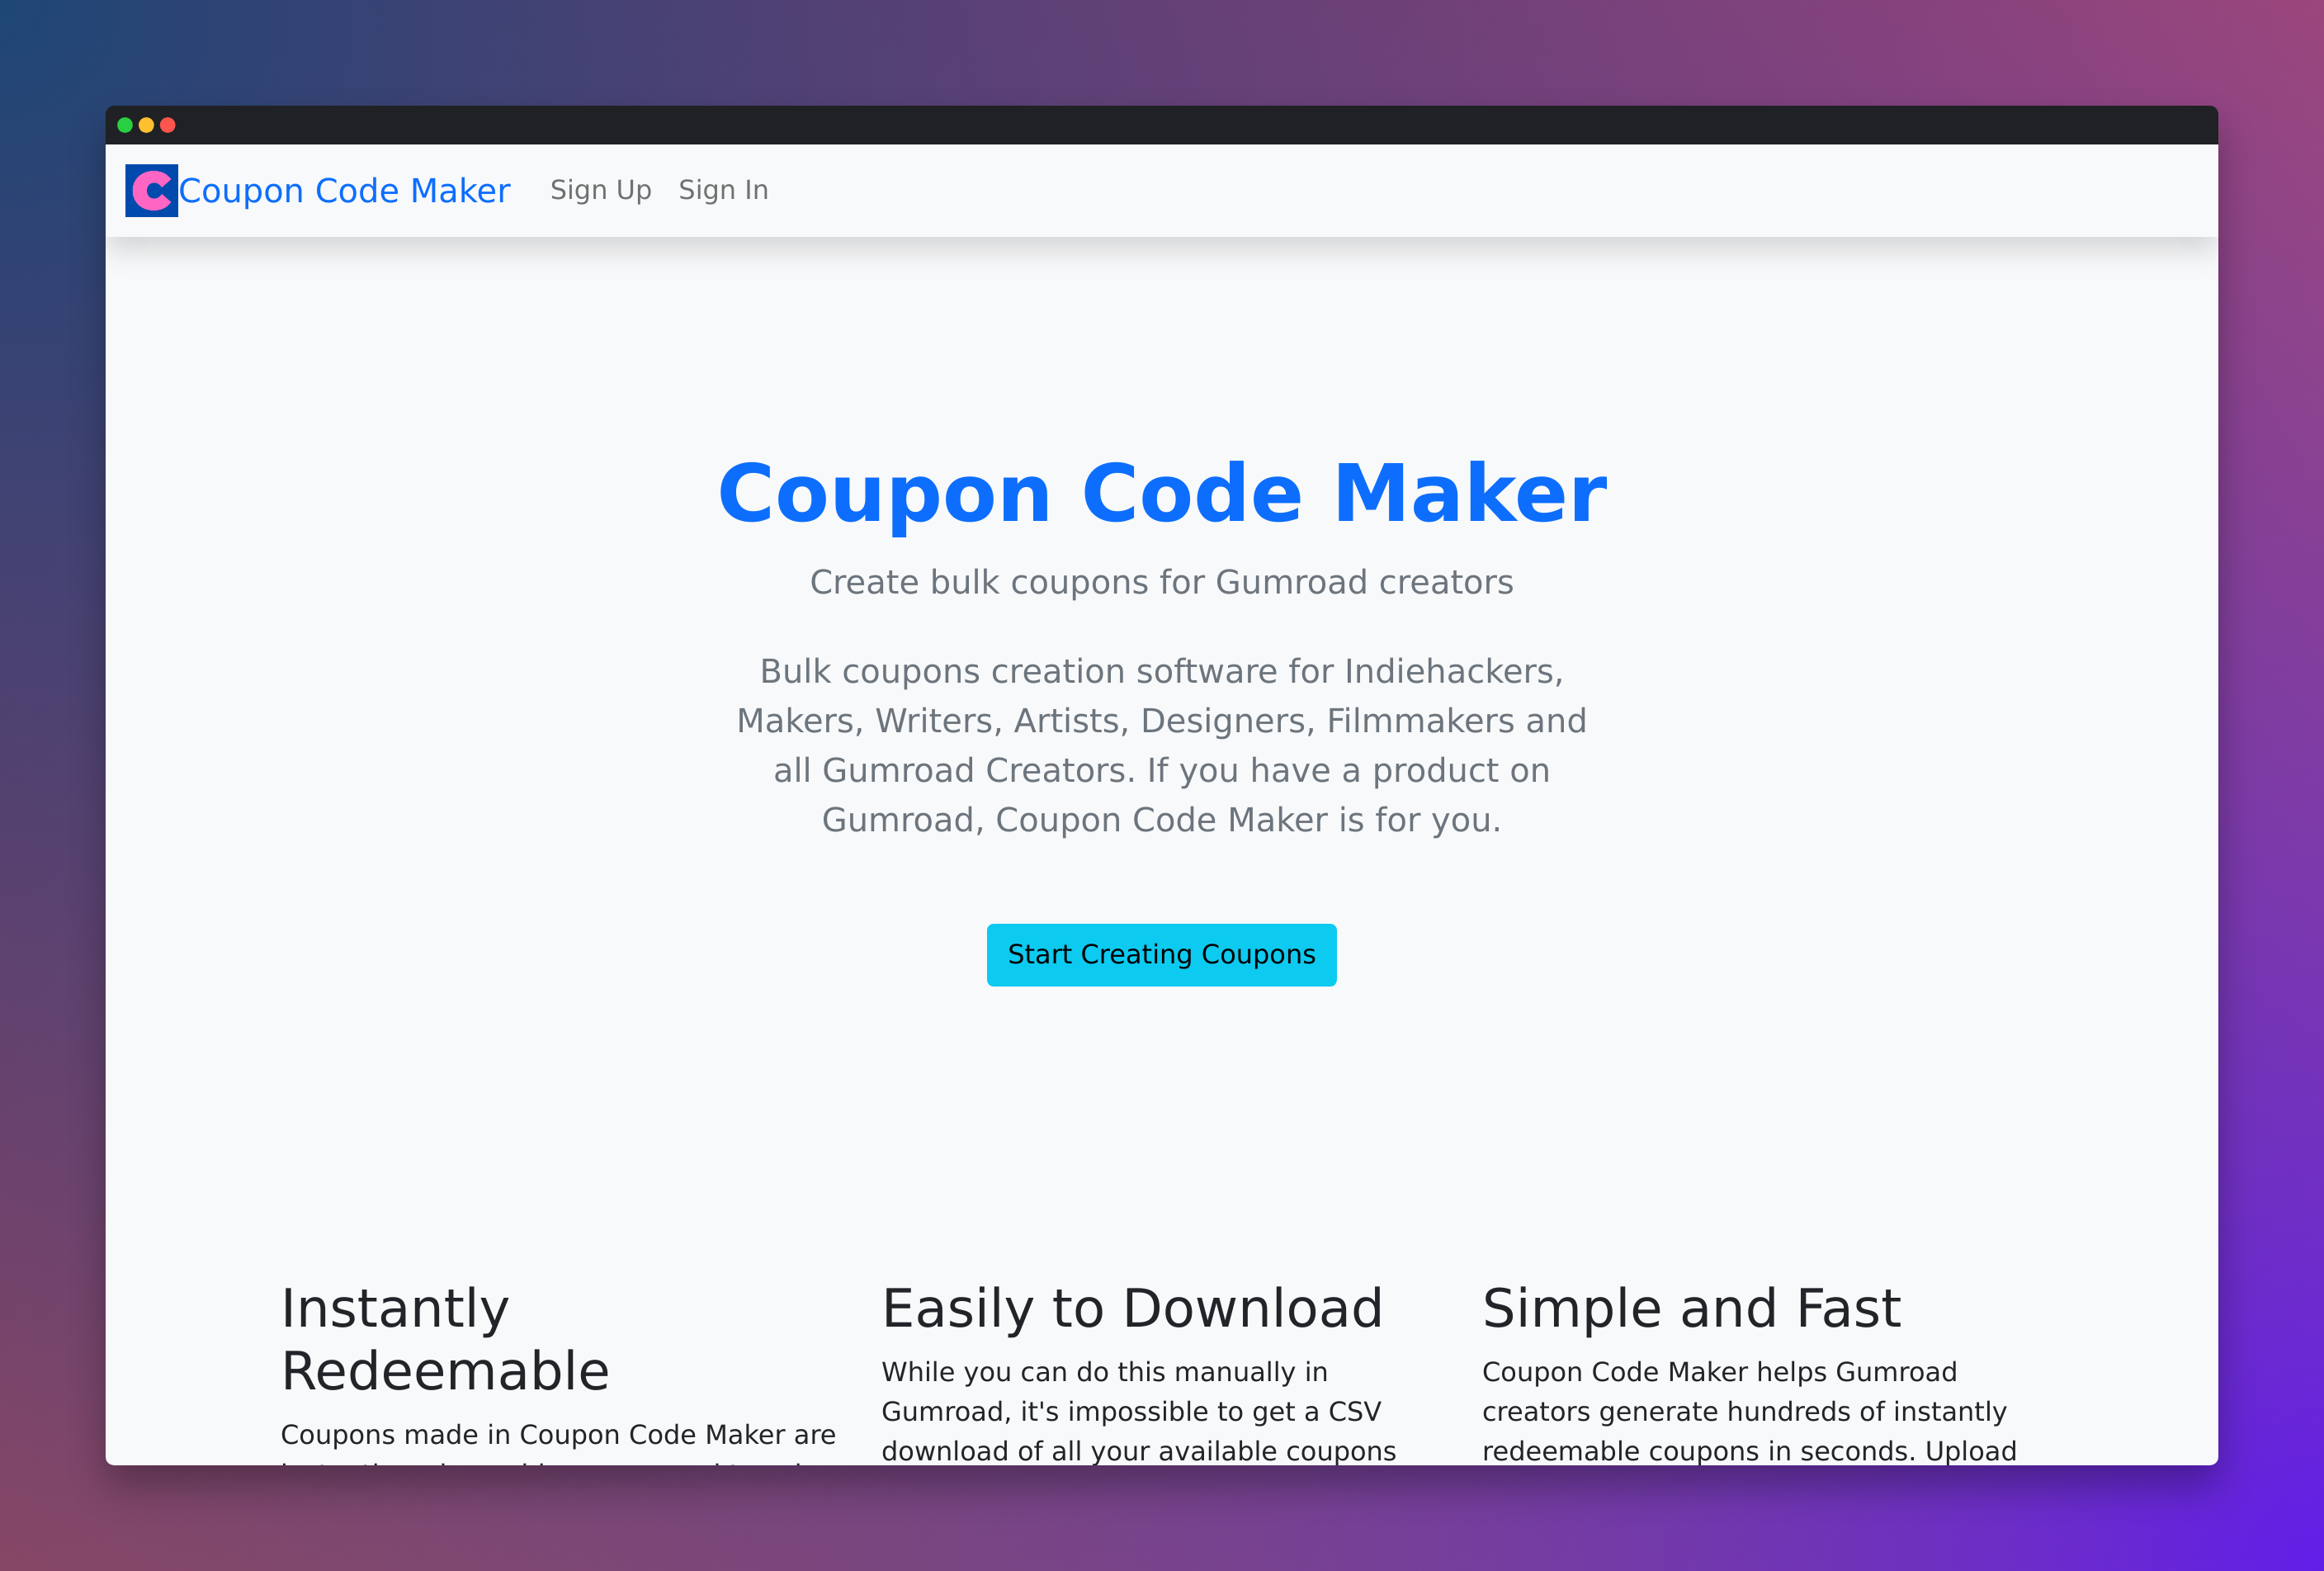 C
Coupon Code Maker
Sign Up
Sign In
Coupon Code Maker
Create bulk coupons for Gumroad creators
Bulk coupons creation software for Indiehackers,
Makers, Writers, Artists, Designers, Filmmakers and
all Gumroad Creators. If you have a product on
Gumroad, Coupon Code Maker is for you.
Start Creating Coupons
Instantly
Redeemable
Coupons made in Coupon Code Maker are
Easily to Download
While you can do this manually in
Gumroad, it's impossible to get a CSV
download of all your available coupons
Simple and Fast
Coupon Code Maker helps Gumroad
creators generate hundreds of instantly
redeemable coupons in seconds. Upload